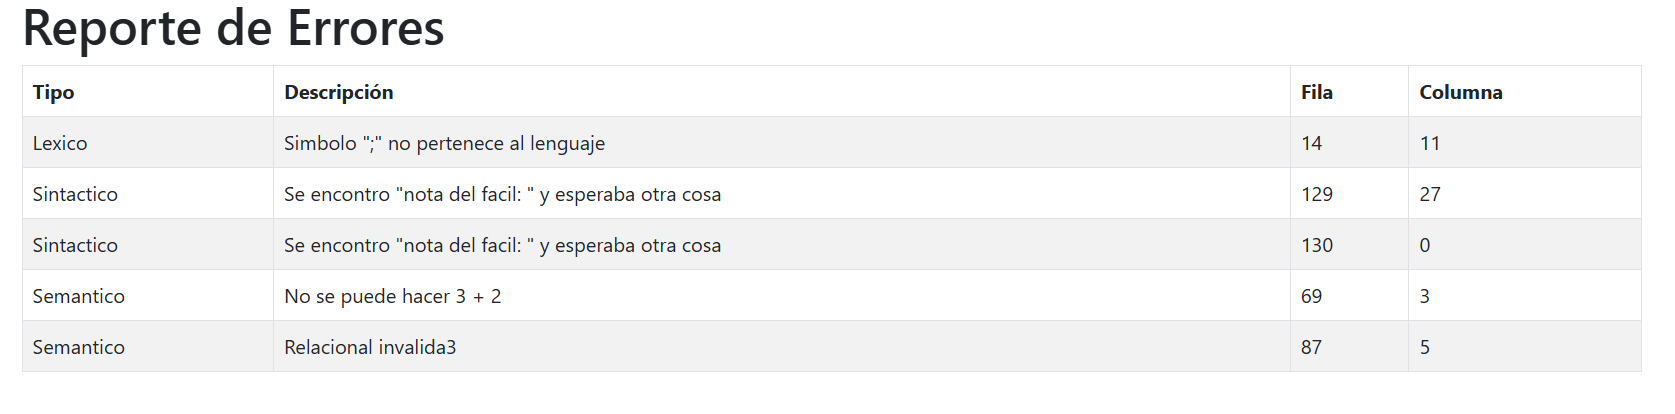 Reporte de Errores
Tipo Descripción Fila Columna
Lexico Simbolo ";" no pertenece al lenguaje 14 11
Sintactico Se encontro "nota del facil: " y esperaba otra cosa 129 27
Sintactico Se encontro "nota del facil: " y esperaba otra cosa 130 0
Semantico No se puede hacer 3 + 2 69 3
Semantico Relacional invalida3 87 5